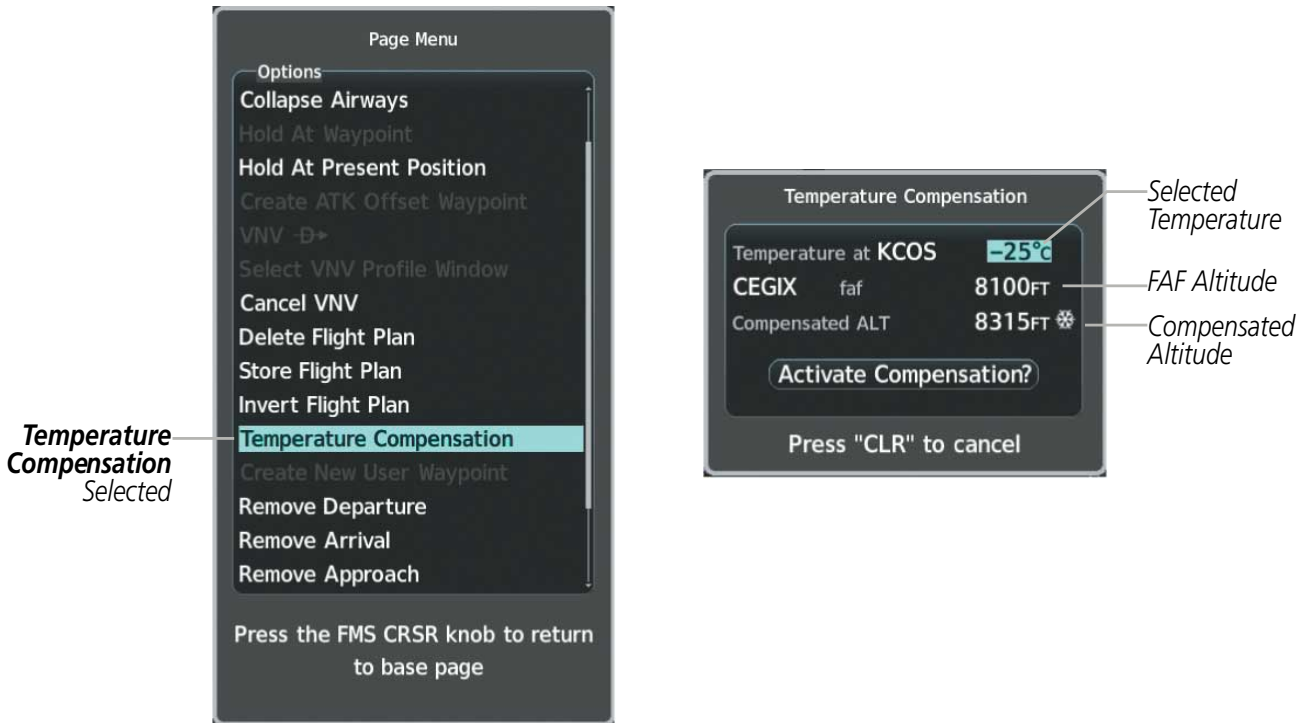 Page Menu
Options
Collapse Airways
Hold At Waypoint
Hold At Present Position
Create ATK Offset Waypoint
VNV -D→
Select VNV Profile Window
Cancel VNV
Delete Flight Plan
Store Flight Plan
Invert Flight Plan
Temperature Compensation
Create New User Waypoint
Remove Departure
Remove Arrival
Remove Approach
Press the FMS CRSR knob to return
to base page
Temperature
Compensation
Selected
Temperature Compensation
Temperature at KCOS -25°C
CEGIX faf 8100FT
Compensated ALT 8315FT
Activate Compensation?
Press "CLR" to cancel
Selected
Temperature
FAF Altitude
Compensated
Altitude